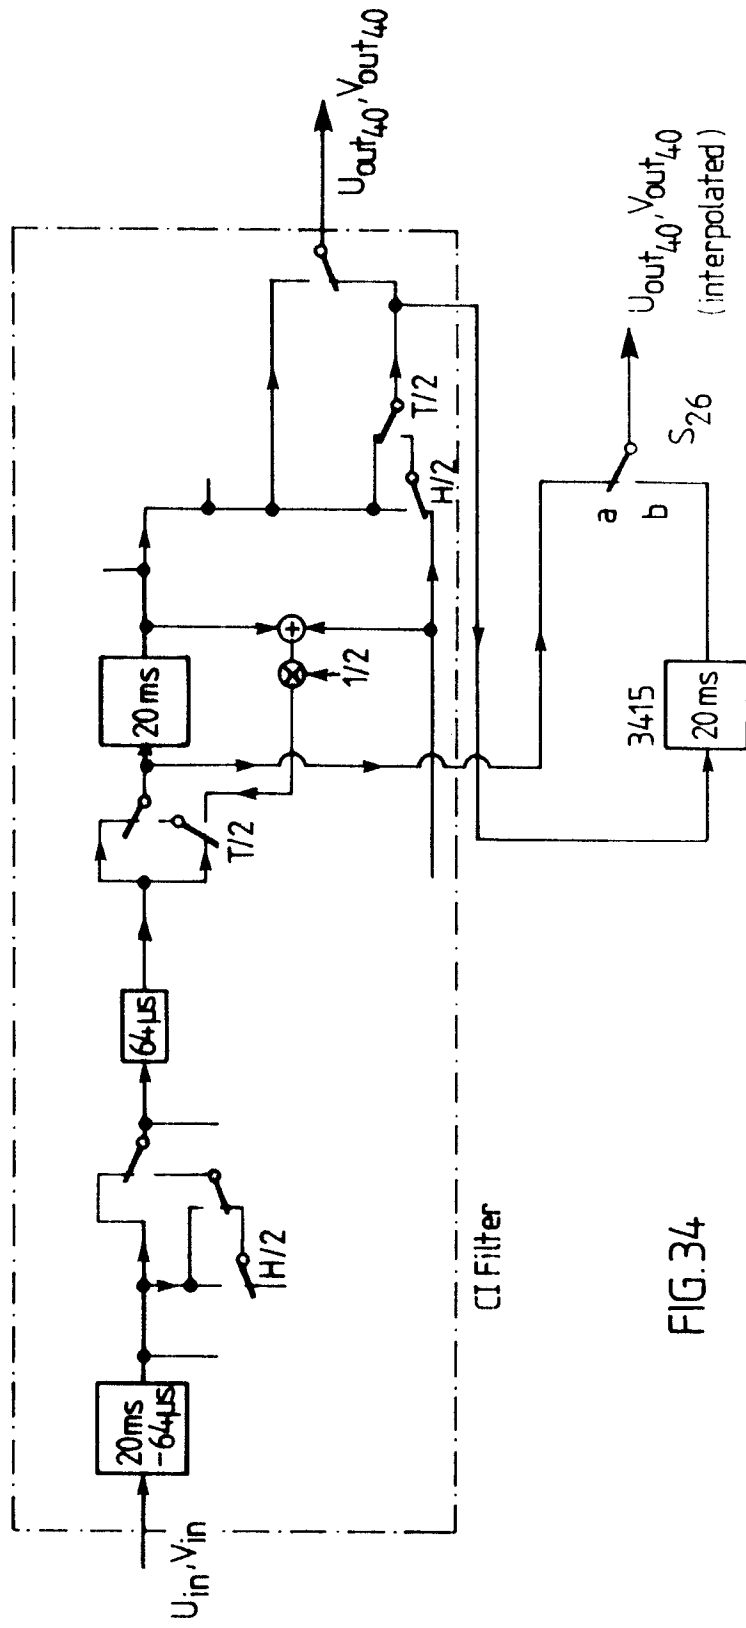 U_in, V_in
20ms
-64µs
H/2
64µs
T/2
20ms
1/2
H/2
T/2
U_out40, V_out40
CI Filter
3415
20ms
a
b
S26
U_out40, V_out40
(interpolated)
FIG.34